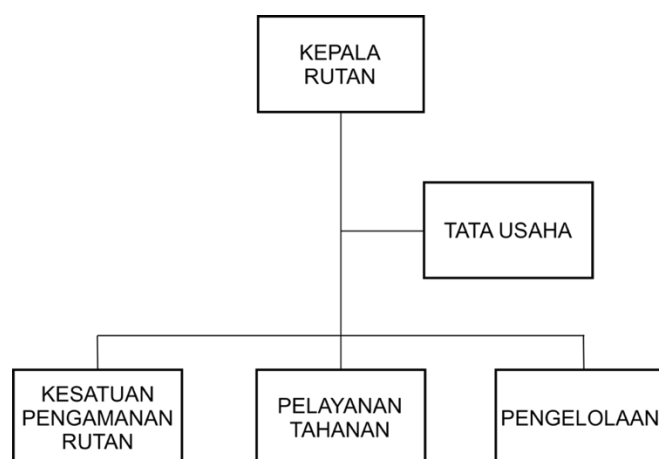 KEPALA
RUTAN
TATA USAHA
KESATUAN
PENGAMANAN
RUTAN
PELAYANAN
TAHANAN
PENGELOLAAN